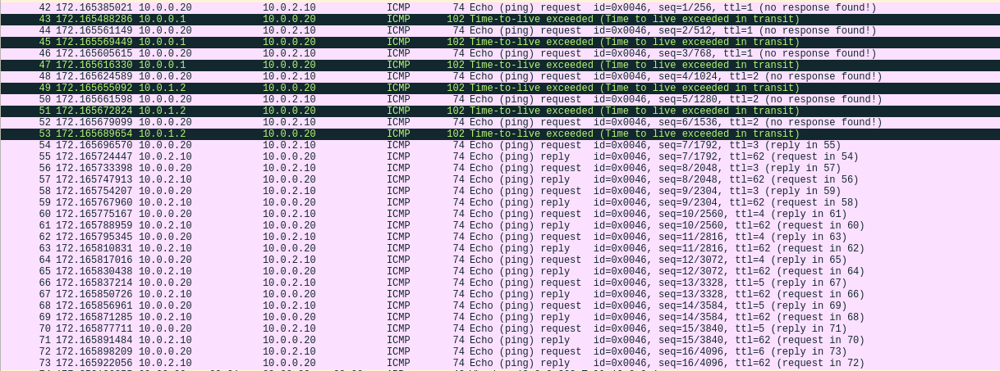 42 172.165385021 10.0.0.20 10.0.2.10 ICMP 74 Echo (ping) request id=0x0046, seq=1/256, ttl=1 (no response found!)
43 172.165488286 10.0.0.1 10.0.0.20 ICMP 102 Time-to-live exceeded (Time to live exceeded in transit)
44 172.165561149 10.0.0.20 10.0.2.10 ICMP 74 Echo (ping) request id=0x0046, seq=2/512, ttl=1 (no response found!)
45 172.165569449 10.0.0.1 10.0.0.20 ICMP 102 Time-to-live exceeded (Time to live exceeded in transit)
46 172.165605615 10.0.0.20 10.0.2.10 ICMP 74 Echo (ping) request id=0x0046, seq=3/768, ttl=1 (no response found!)
47 172.165616330 10.0.0.1 10.0.0.20 ICMP 102 Time-to-live exceeded (Time to live exceeded in transit)
48 172.165624589 10.0.0.20 10.0.2.10 ICMP 74 Echo (ping) request id=0x0046, seq=4/1024, ttl=2 (no response found!)
49 172.165655092 10.0.1.2 10.0.0.20 ICMP 102 Time-to-live exceeded (Time to live exceeded in transit)
50 172.165661598 10.0.0.20 10.0.2.10 ICMP 74 Echo (ping) request id=0x0046, seq=5/1280, ttl=2 (no response found!)
51 172.165672824 10.0.1.2 10.0.0.20 ICMP 102 Time-to-live exceeded (Time to live exceeded in transit)
52 172.165679099 10.0.0.20 10.0.2.10 ICMP 74 Echo (ping) request id=0x0046, seq=6/1536, ttl=2 (no response found!)
53 172.165689654 10.0.1.2 10.0.0.20 ICMP 102 Time-to-live exceeded (Time to live exceeded in transit)
54 172.165696570 10.0.0.20 10.0.2.10 ICMP 74 Echo (ping) request id=0x0046, seq=7/1792, ttl=3 (reply in 55)
55 172.165724447 10.0.2.10 10.0.0.20 ICMP 74 Echo (ping) reply id=0x0046, seq=7/1792, ttl=62 (request in 54)
56 172.165733398 10.0.0.20 10.0.2.10 ICMP 74 Echo (ping) request id=0x0046, seq=8/2048, ttl=3 (reply in 57)
57 172.165747913 10.0.2.10 10.0.0.20 ICMP 74 Echo (ping) reply id=0x0046, seq=8/2048, ttl=62 (request in 56)
58 172.165754207 10.0.0.20 10.0.2.10 ICMP 74 Echo (ping) request id=0x0046, seq=9/2304, ttl=3 (reply in 59)
59 172.165767960 10.0.2.10 10.0.0.20 ICMP 74 Echo (ping) reply id=0x0046, seq=9/2304, ttl=62 (request in 58)
60 172.165775167 10.0.0.20 10.0.2.10 ICMP 74 Echo (ping) request id=0x0046, seq=10/2560, ttl=4 (reply in 61)
61 172.165788959 10.0.2.10 10.0.0.20 ICMP 74 Echo (ping) reply id=0x0046, seq=10/2560, ttl=62 (request in 60)
62 172.165795345 10.0.0.20 10.0.2.10 ICMP 74 Echo (ping) request id=0x0046, seq=11/2816, ttl=4 (reply in 63)
63 172.165810831 10.0.2.10 10.0.0.20 ICMP 74 Echo (ping) reply id=0x0046, seq=11/2816, ttl=62 (request in 62)
64 172.165817016 10.0.0.20 10.0.2.10 ICMP 74 Echo (ping) request id=0x0046, seq=12/3072, ttl=4 (reply in 65)
65 172.165830438 10.0.2.10 10.0.0.20 ICMP 74 Echo (ping) reply id=0x0046, seq=12/3072, ttl=62 (request in 64)
66 172.165837214 10.0.0.20 10.0.2.10 ICMP 74 Echo (ping) request id=0x0046, seq=13/3328, ttl=5 (reply in 67)
67 172.165850726 10.0.2.10 10.0.0.20 ICMP 74 Echo (ping) reply id=0x0046, seq=13/3328, ttl=62 (request in 66)
68 172.165856961 10.0.0.20 10.0.2.10 ICMP 74 Echo (ping) request id=0x0046, seq=14/3584, ttl=5 (reply in 69)
69 172.165871285 10.0.2.10 10.0.0.20 ICMP 74 Echo (ping) reply id=0x0046, seq=14/3584, ttl=62 (request in 68)
70 172.165877711 10.0.0.20 10.0.2.10 ICMP 74 Echo (ping) request id=0x0046, seq=15/3840, ttl=5 (reply in 71)
71 172.165891484 10.0.2.10 10.0.0.20 ICMP 74 Echo (ping) reply id=0x0046, seq=15/3840, ttl=62 (request in 70)
72 172.165898209 10.0.0.20 10.0.2.10 ICMP 74 Echo (ping) request id=0x0046, seq=16/4096, ttl=6 (reply in 73)
73 172.165922056 10.0.2.10 10.0.0.20 ICMP 74 Echo (ping) reply id=0x0046, seq=16/4096, ttl=62 (request in 72)